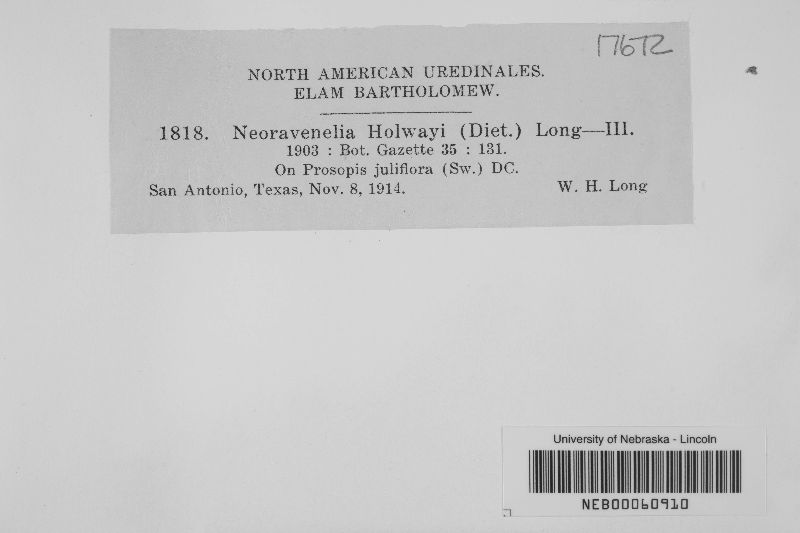 17672
NORTH AMERICAN UREDINALES.
ELAM BARTHOLOMEW.
1818. Neoravenelia Holwayi (Diet.) Long—III.
1903 : Bot. Gazette 35 : 131.
On Prosopis juliflora (Sw.) DC.
San Antonio, Texas, Nov. 8, 1914. W. H. Long
University of Nebraska - Lincoln
NEB00060910